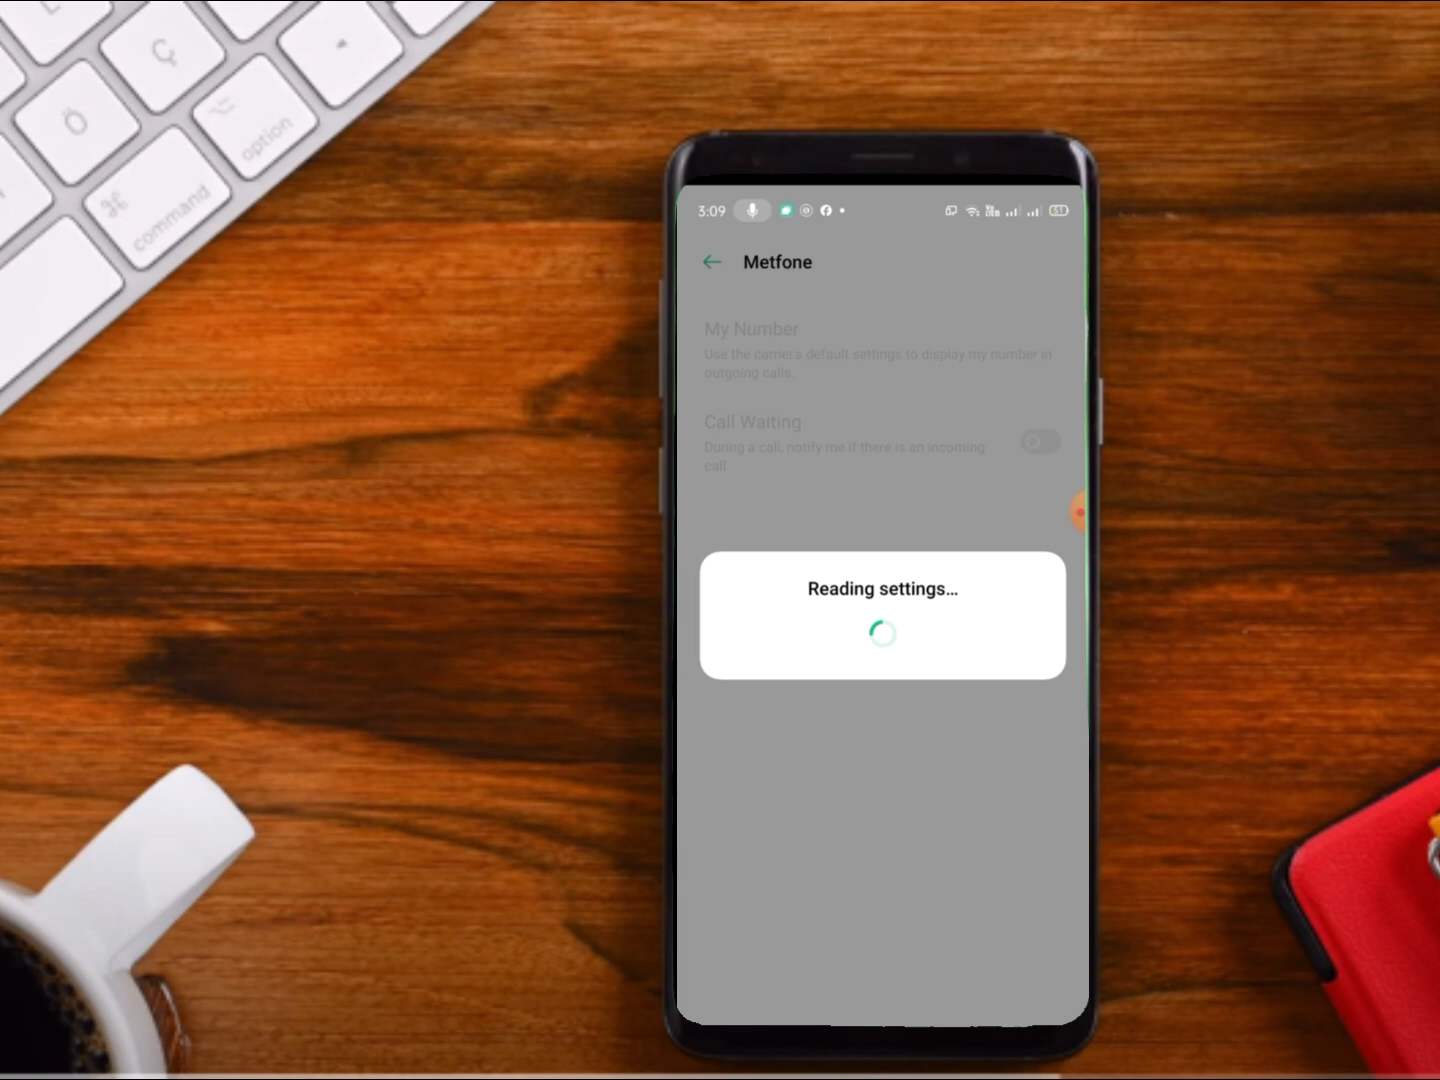 Ç
Ö
option
⌘
command
3:09
51
Metfone
My Number
Use the carrier's default settings to display my number in
outgoing calls.
Call Waiting
During a call, notify me if there is an incoming
call
Reading settings...